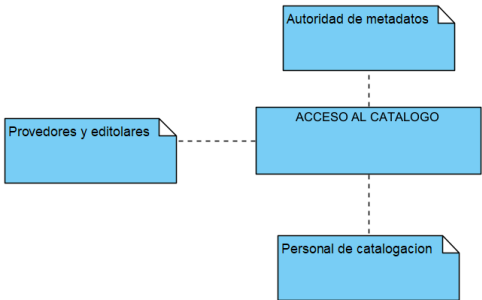 Autoridad de metadatos
ACCESO AL CATALOGO
Provedores y editolares
Personal de catalogacion